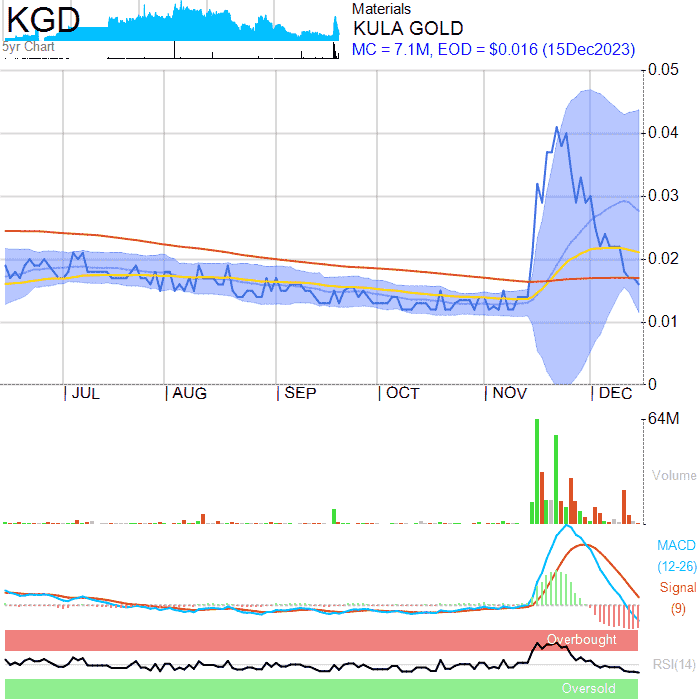 KGD
5yr Chart
Materials
KULA GOLD
MC = 7.1M, EOD = $0.016 (15Dec2023)
0.05
0.04
0.03
0.02
0.01
0
JUL AUG SEP OCT NOV DEC
64M
Volume
MACD
(12-26)
Signal
(9)
Overbought
RSI(14)
Oversold